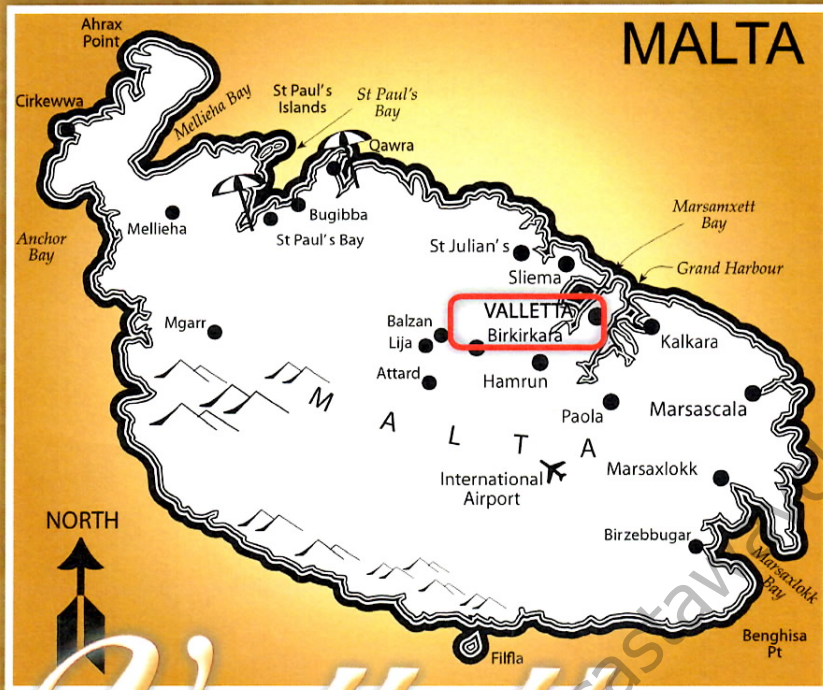 MALTA
Ahrax
Point
Cirkewwa
Mellieha Bay
St Paul's
Islands
St Paul's
Bay
Qawra
Mellieha
Bugibba
St Paul's Bay
Anchor
Bay
Marsamxett
Bay
St Julian's
Grand Harbour
Sliema
VALLETTA
Mgarr
Balzan
Birkirkara
Kalkara
Lija
Attard
Hamrun
Marsascala
Paola
M A L T A
International
Airport
Marsaxlokk
NORTH
Birzebbugar
Marsaxlokk
Bay
Benghisa
Pt
Filfla